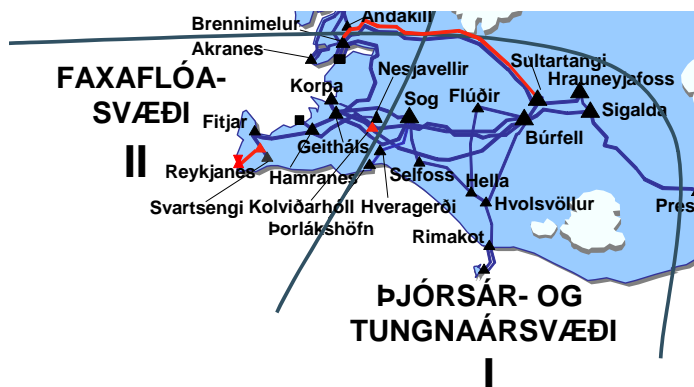 Andakíll
Brennimelur
Akranes
Nesjavellir
Sultartangi
Hrauneyjafoss
FAXAFLÓA-
SVÆÐI
II
Korpa
Sog
Flúðir
Sigalda
Fitjar
Geitháls
Búrfell
Reykjanes
Hamranes
Selfoss
Hella
Svartsengi
Kolviðarhóll
Hveragerði
Hvolsvöllur
Þorlákshöfn
Rimakot
ÞJÓRSÁR- OG
TUNGNAÁRSVÆÐI
I